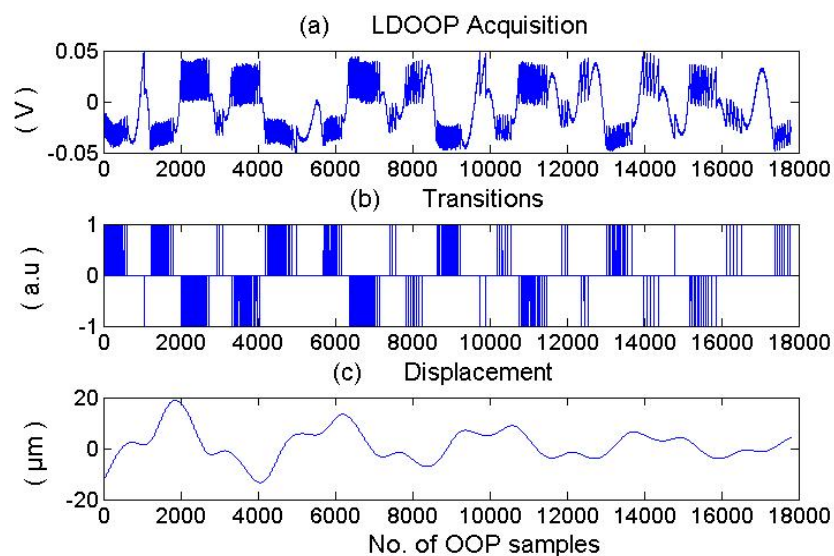 (a) LDOOP Acquisition
( V )
0.05
0
-0.05
0 2000 4000 6000 8000 10000 12000 14000 16000 18000
(b) Transitions
( a.u )
1
0
-1
0 2000 4000 6000 8000 10000 12000 14000 16000 18000
(c) Displacement
( µm )
20
0
-20
0 2000 4000 6000 8000 10000 12000 14000 16000 18000
No. of OOP samples